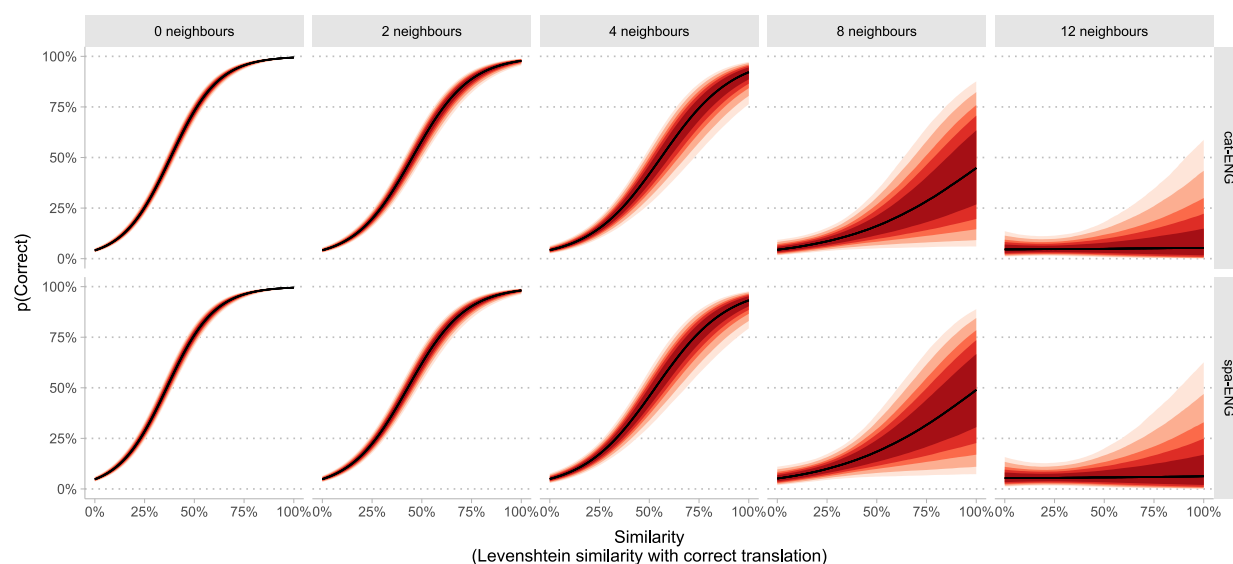 0 neighbours
2 neighbours
4 neighbours
8 neighbours
12 neighbours
100%
75%
50%
25%
0%
cat-ENG
p(Correct)
100%
75%
50%
25%
0%
spa-ENG
0% 25% 50% 75% 100%
0% 25% 50% 75% 100%
0% 25% 50% 75% 100%
0% 25% 50% 75% 100%
0% 25% 50% 75% 100%
Similarity
(Levenshtein similarity with correct translation)